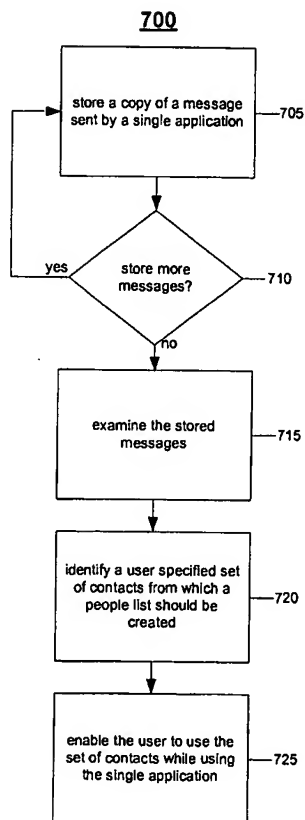 700
store a copy of a message
sent by a single application
705
yes
store more
messages?
710
no
examine the stored
messages
715
identify a user specified set
of contacts from which a
people list should be
created
720
enable the user to use the
set of contacts while using
the single application
725